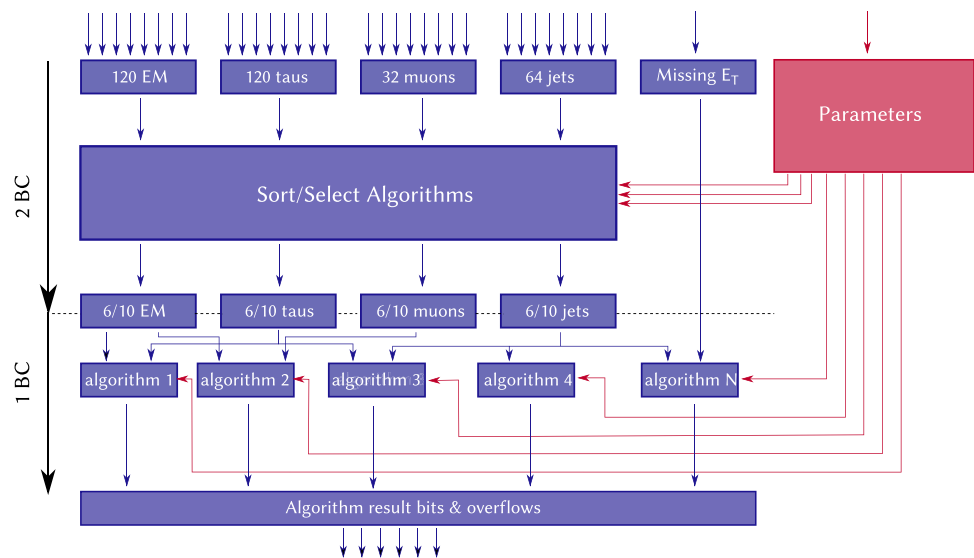 120 EM
120 taus
32 muons
64 jets
Missing E_T
Parameters
2 BC
Sort/Select Algorithms
6/10 EM
6/10 taus
6/10 muons
6/10 jets
1 BC
algorithm 1
algorithm 2
algorithm 3
algorithm 4
algorithm N
Algorithm result bits & overflows